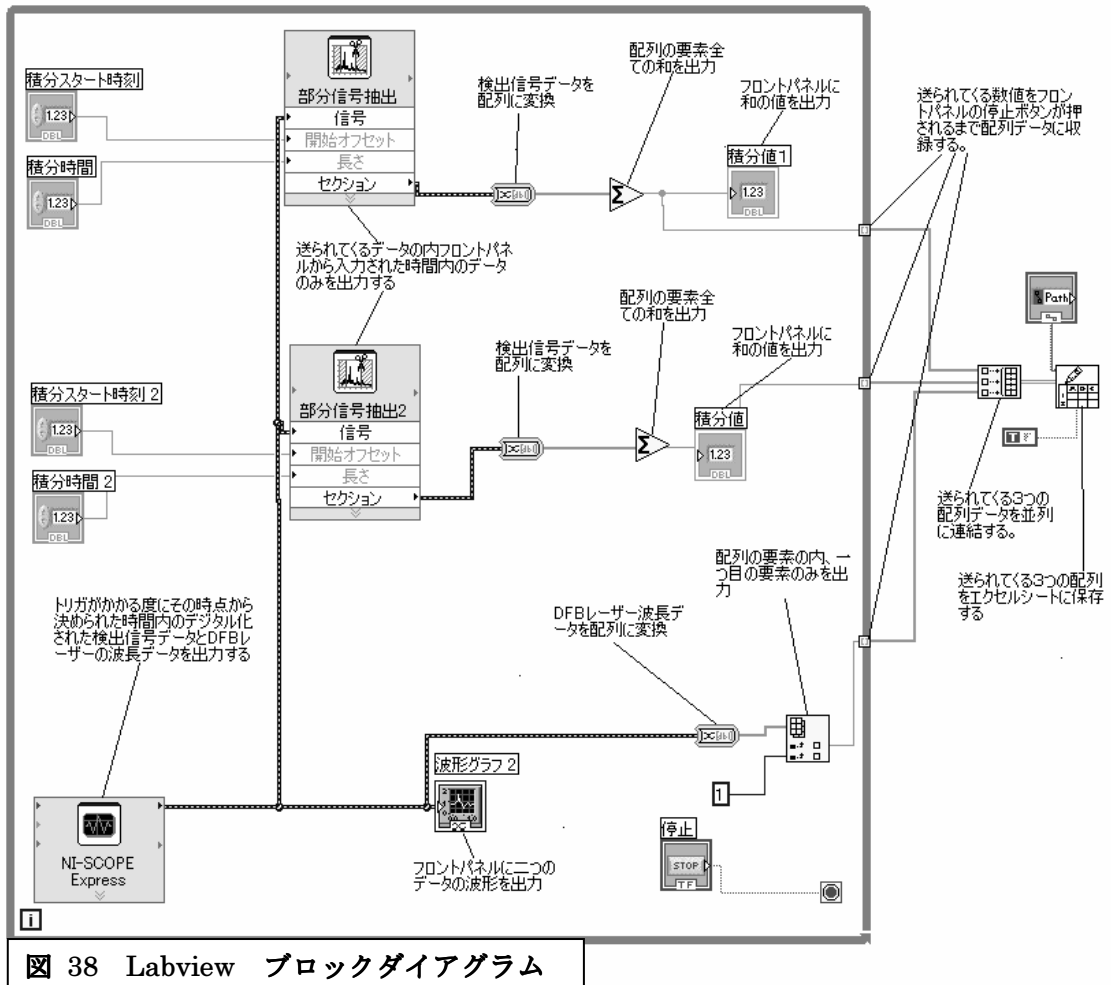 積分スタート時刻
1.23
DBL
積分時間
1.23
DBL
部分信号抽出
信号
開始オフセット
長さ
セクション
検出信号データを
配列に変換
配列の要素全
ての和を出力
フロントパネルに
和の値を出力
積分値1
1.23
DBL
送られてくる数値をフロン
トパネルの停止ボタンが押
されるまで配列データに収
録する。
送られてくるデータの内フロントパネ
ルから入力された時間内のデータ
のみを出力する
積分スタート時刻 2
1.23
DBL
積分時間 2
1.23
DBL
部分信号抽出2
信号
開始オフセット
長さ
セクション
検出信号データを
配列に変換
配列の要素全
ての和を出力
フロントパネルに
和の値を出力
積分値
1.23
DBL
Path
T
送られてくる3つの
配列データを並列
に連結する。
送られてくる3つの配列
をエクセルシートに保存
する
トリガがかかる度にその時点から
決められた時間内のデジタル化
された検出信号データとDFBレ
ーザーの波長データを出力する
DFBレーザー波長デ
ータを配列に変換
配列の要素の内、一
つ目の要素のみを出
力
1
NI-SCOPE
Express
波形グラフ 2
フロントパネルに二つの
データの波形を出力
停止
STOP
TF
i
図 38 Labview ブロックダイアグラム